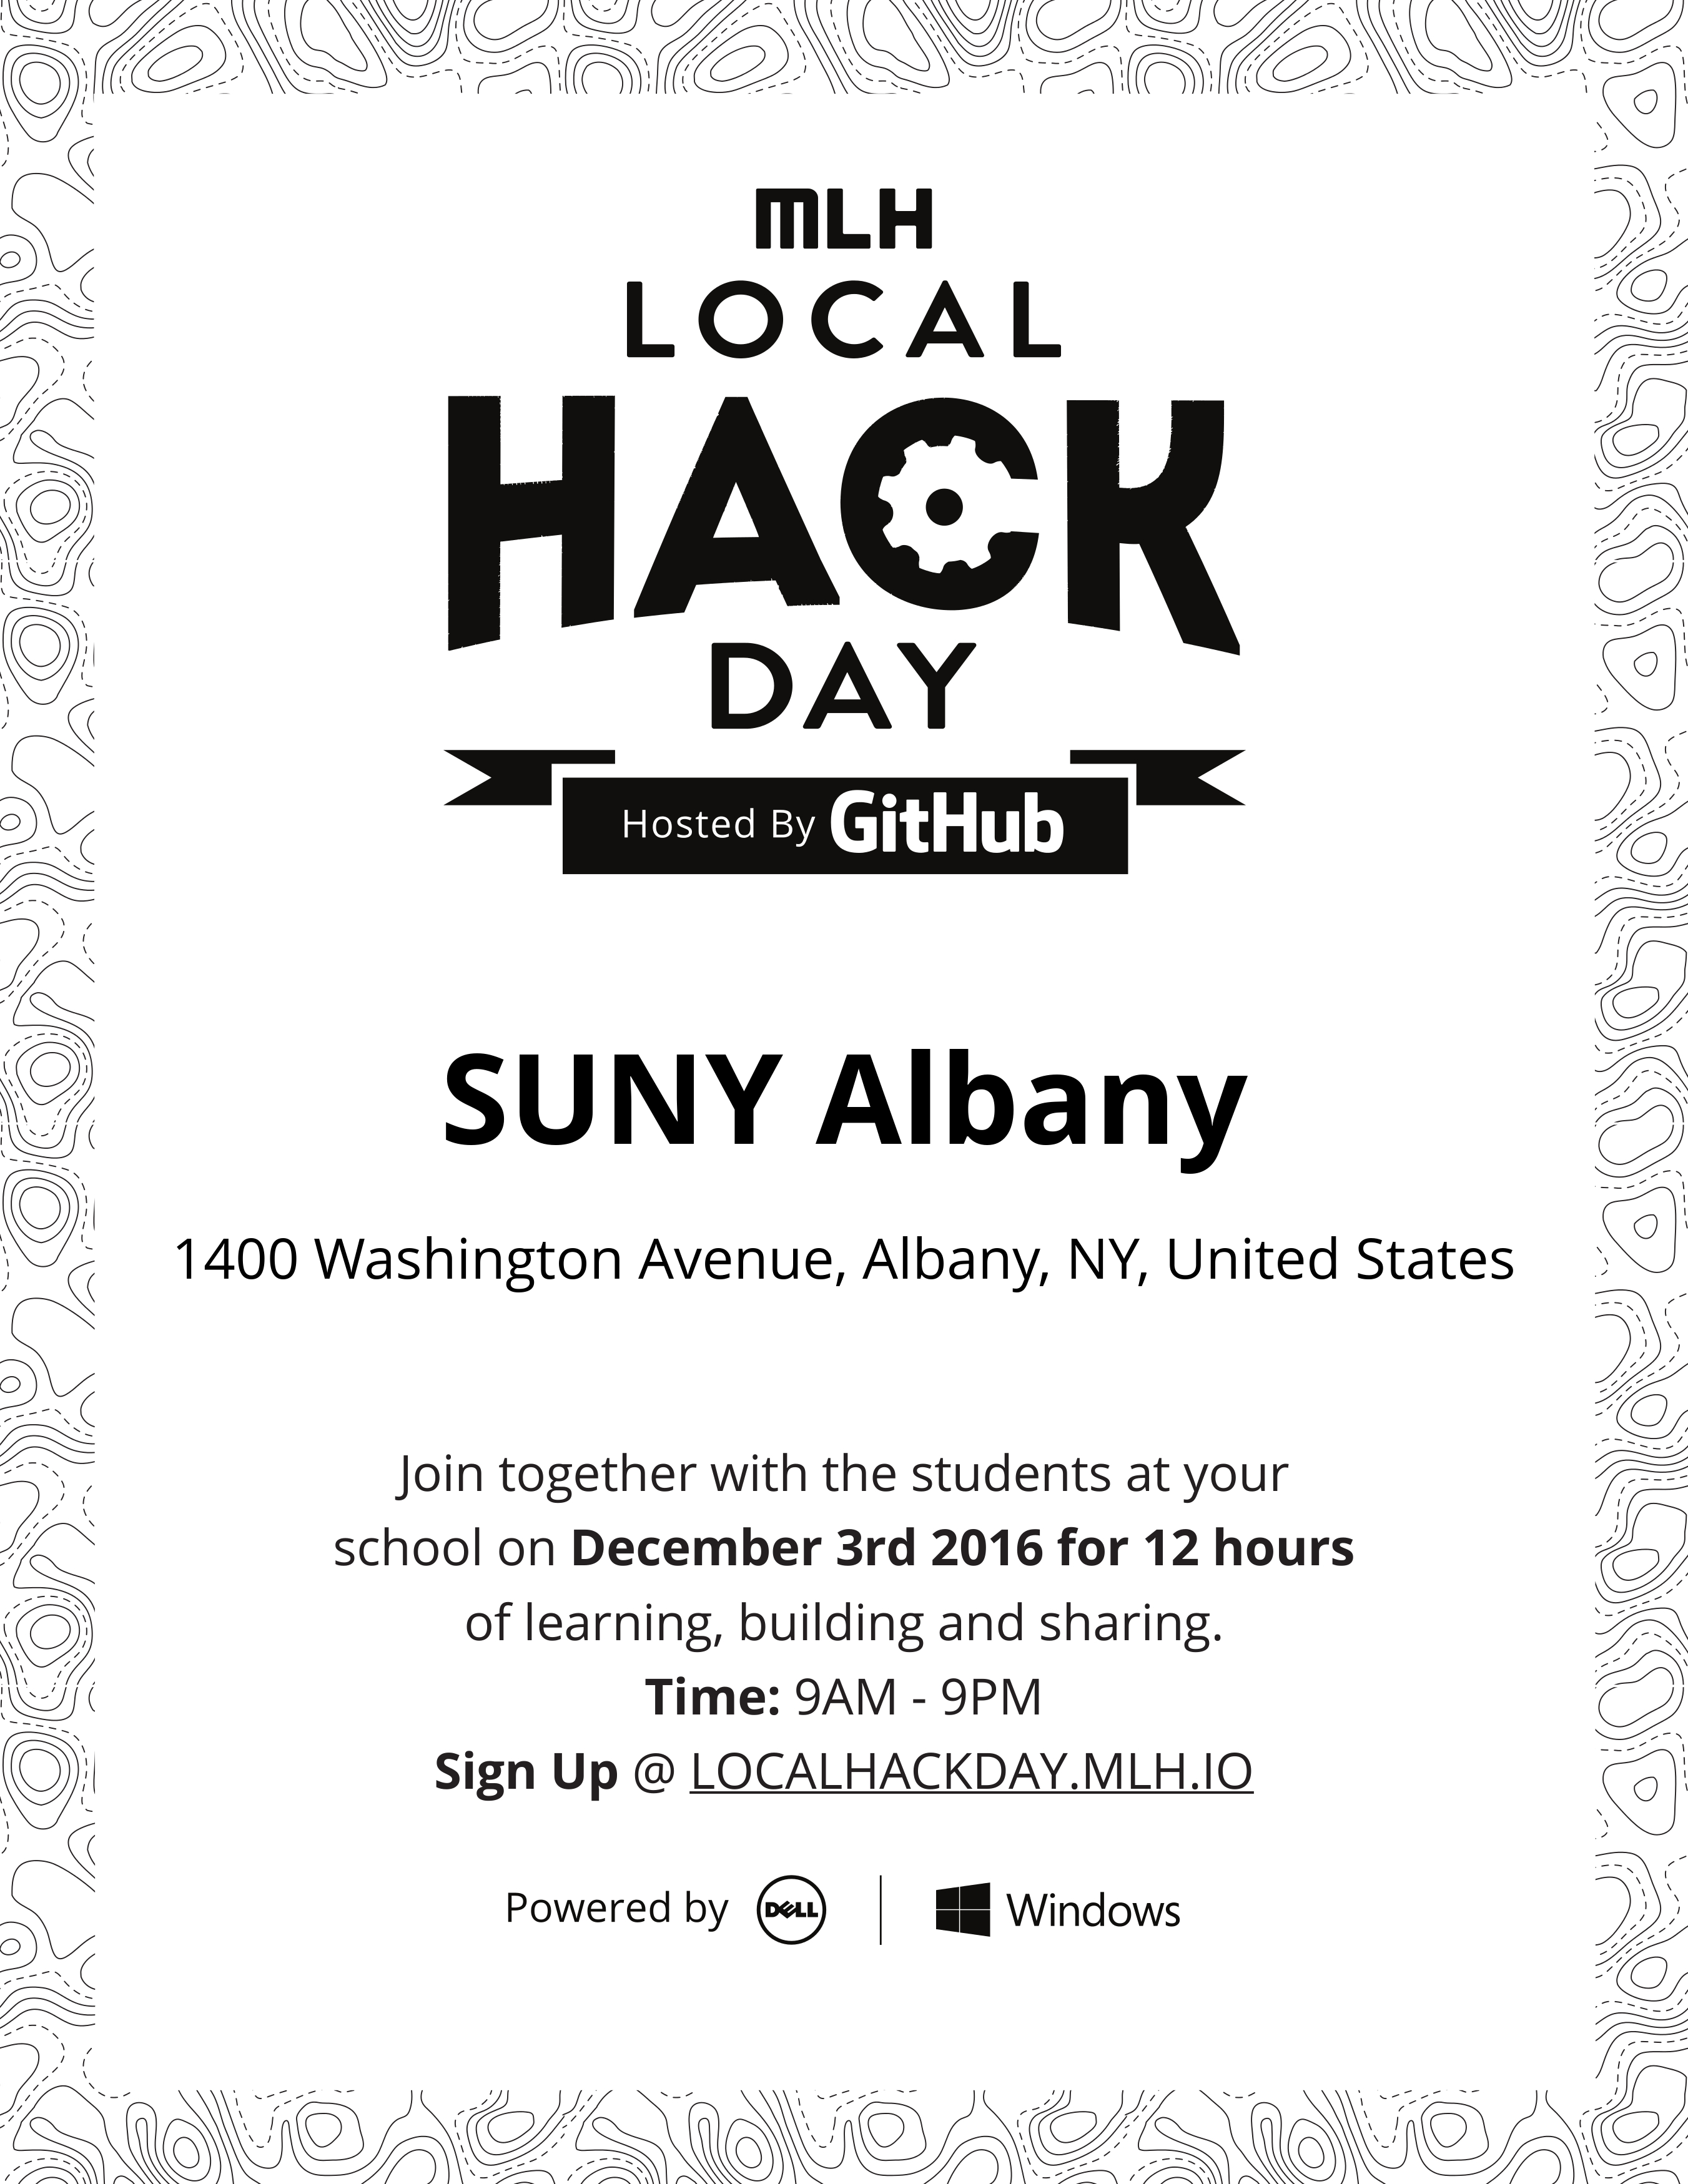 MLH
LOCAL
HACK
DAY
Hosted By GitHub
SUNY Albany
1400 Washington Avenue, Albany, NY, United States
Join together with the students at your
school on December 3rd 2016 for 12 hours
of learning, building and sharing.
Time: 9AM - 9PM
Sign Up @ LOCALHACKDAY.MLH.IO
Powered by DELL | Windows